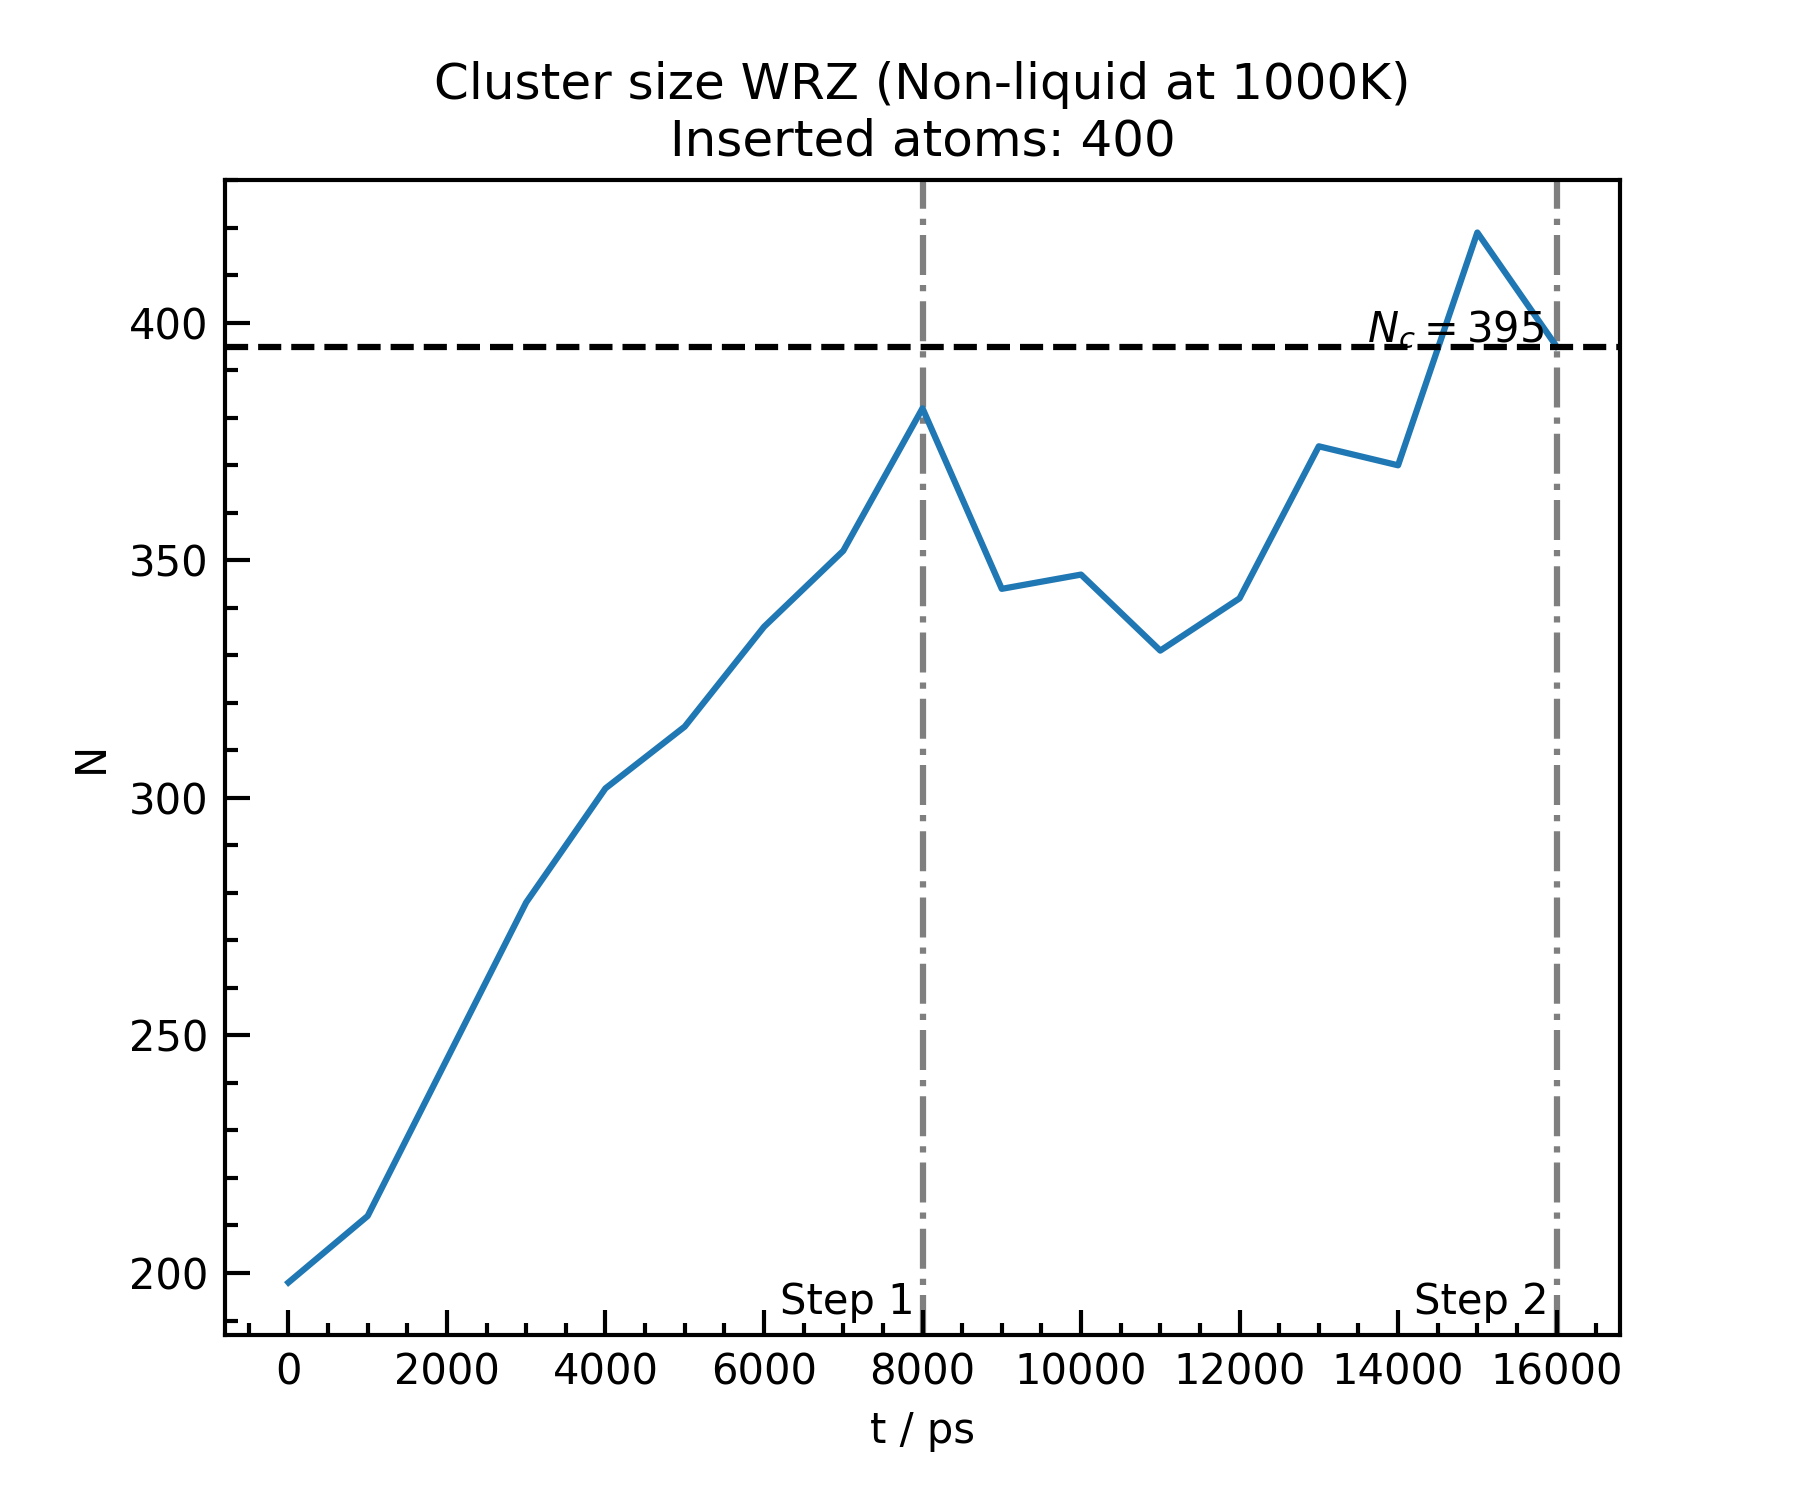 Cluster size WRZ (Non-liquid at 1000K)
Inserted atoms: 400
400
350
300
250
200
N
N_c = 395
Step 1
Step 2
0 2000 4000 6000 8000 10000 12000 14000 16000
t / ps